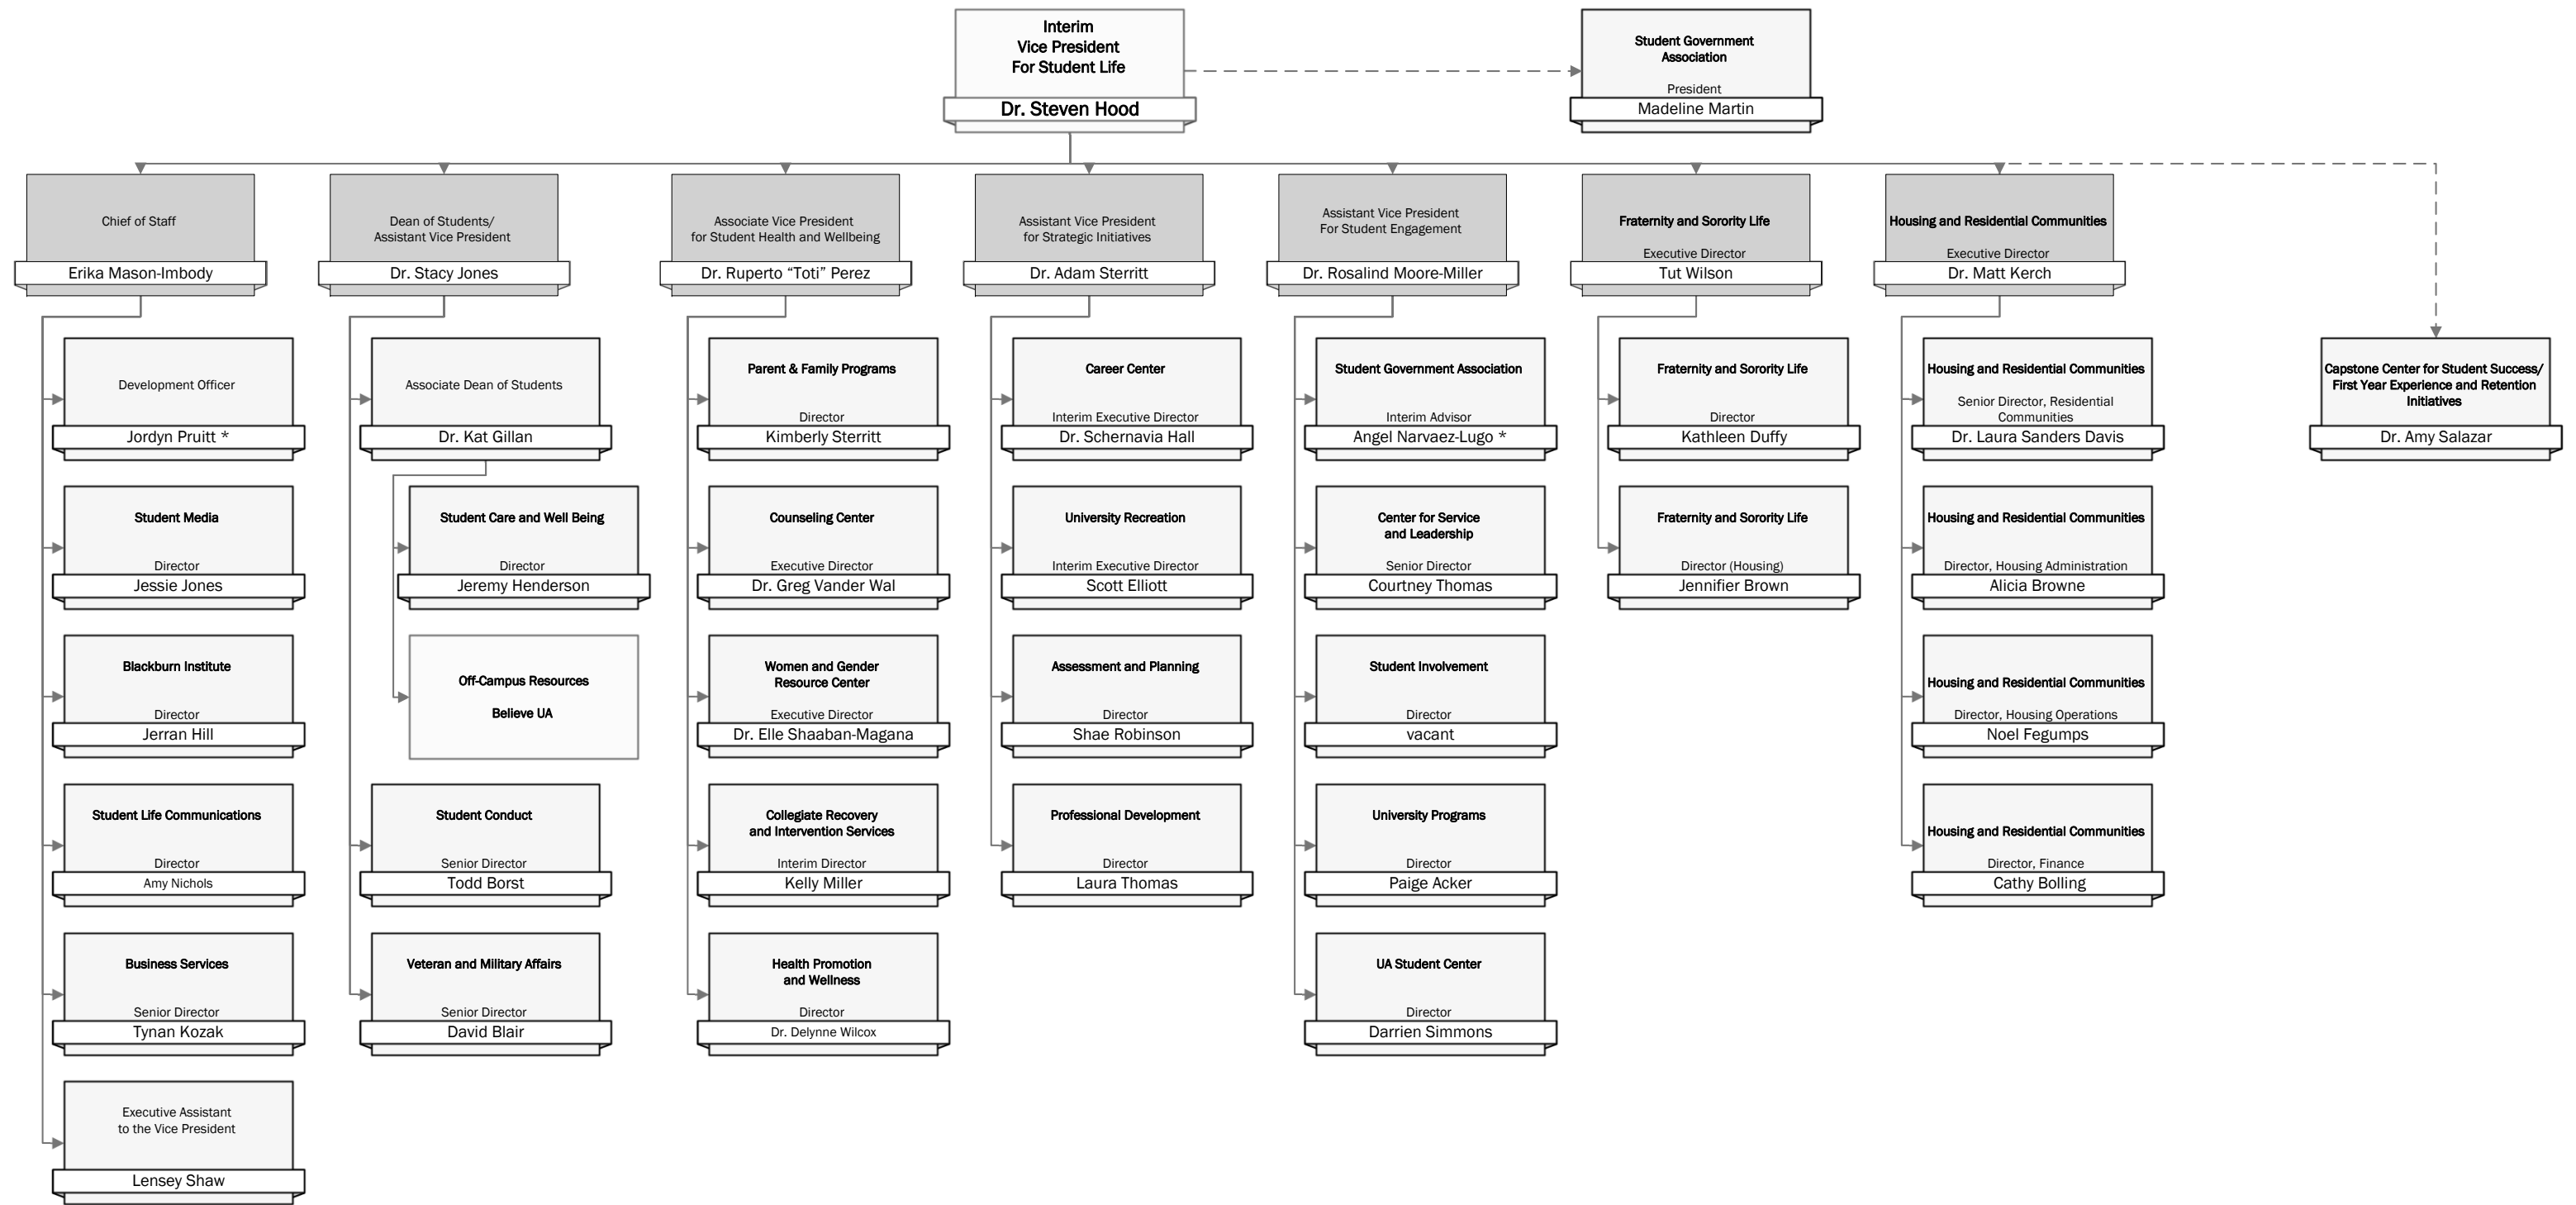 Interim
Vice President
For Student Life
Dr. Steven Hood
Student Government
Association
President
Madeline Martin
Chief of Staff
Erika Mason-Imbody
Dean of Students/
Assistant Vice President
Dr. Stacy Jones
Associate Vice President
for Student Health and Wellbeing
Dr. Ruperto “Toti” Perez
Assistant Vice President
for Strategic Initiatives
Dr. Adam Sterritt
Assistant Vice President
For Student Engagement
Dr. Rosalind Moore-Miller
Fraternity and Sorority Life
Executive Director
Tut Wilson
Housing and Residential Communities
Executive Director
Dr. Matt Kerch
Development Officer
Jordyn Pruitt *
Student Media
Director
Jessie Jones
Blackburn Institute
Director
Jerran Hill
Student Life Communications
Director
Amy Nichols
Business Services
Senior Director
Tynan Kozak
Executive Assistant
to the Vice President
Lensey Shaw
Associate Dean of Students
Dr. Kat Gillan
Student Care and Well Being
Director
Jeremy Henderson
Off-Campus Resources
Believe UA
Student Conduct
Senior Director
Todd Borst
Veteran and Military Affairs
Senior Director
David Blair
Parent & Family Programs
Director
Kimberly Sterritt
Counseling Center
Executive Director
Dr. Greg Vander Wal
Women and Gender
Resource Center
Executive Director
Dr. Elle Shaaban-Magana
Collegiate Recovery
and Intervention Services
Interim Director
Kelly Miller
Health Promotion
and Wellness
Director
Dr. Delynne Wilcox
Career Center
Interim Executive Director
Dr. Schernavia Hall
University Recreation
Interim Executive Director
Scott Elliott
Assessment and Planning
Director
Shae Robinson
Professional Development
Director
Laura Thomas
Student Government Association
Interim Advisor
Angel Narvaez-Lugo *
Center for Service
and Leadership
Senior Director
Courtney Thomas
Student Involvement
Director
vacant
University Programs
Director
Paige Acker
UA Student Center
Director
Darrien Simmons
Fraternity and Sorority Life
Director
Kathleen Duffy
Fraternity and Sorority Life
Director (Housing)
Jennifier Brown
Housing and Residential Communities
Senior Director, Residential
Communities
Dr. Laura Sanders Davis
Housing and Residential Communities
Director, Housing Administration
Alicia Browne
Housing and Residential Communities
Director, Housing Operations
Noel Fegumps
Housing and Residential Communities
Director, Finance
Cathy Bolling
Capstone Center for Student Success/
First Year Experience and Retention
Initiatives
Dr. Amy Salazar